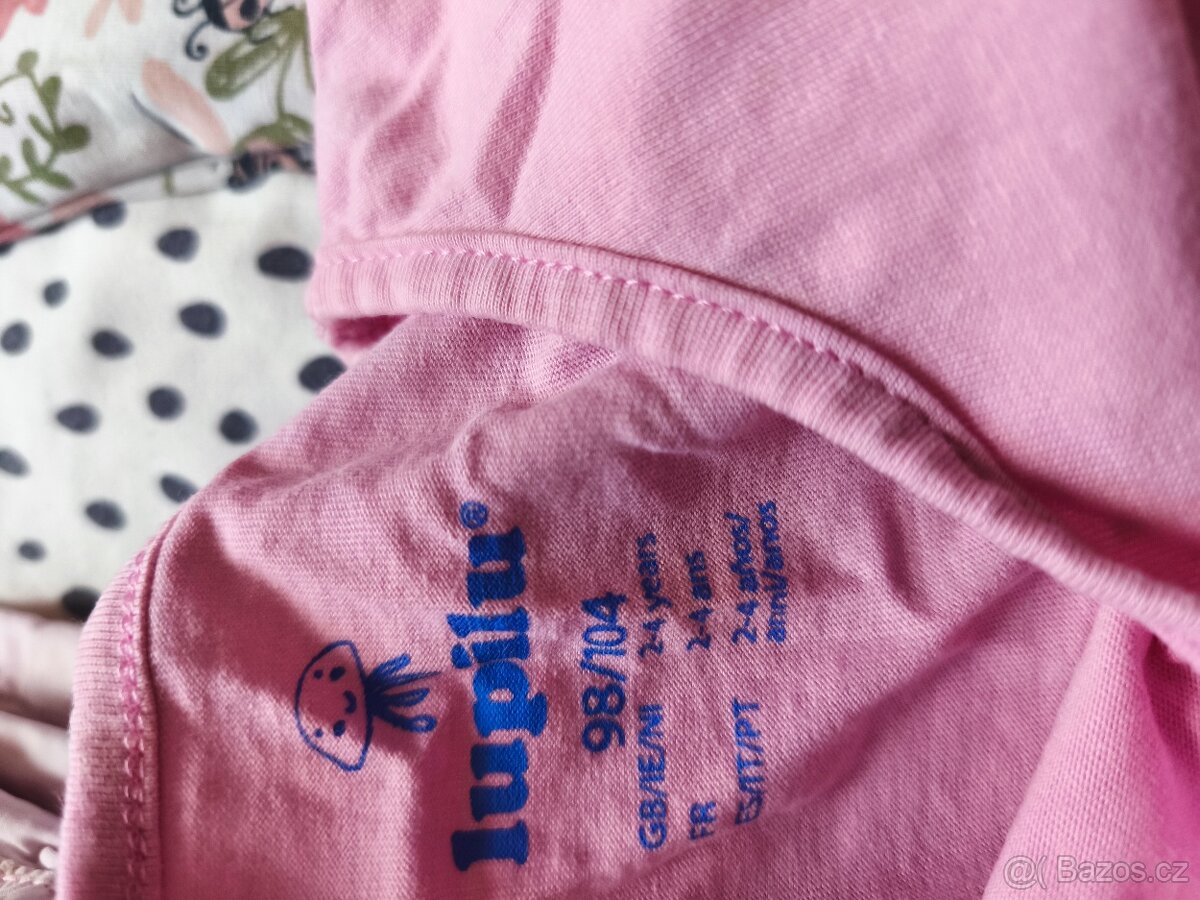 lupilu®
98/104
GB/IE/NI 2-4 years
FR 2-4 ans
ES/IT/PT 2-4 años/
anni/anos
@( Bazos.cz